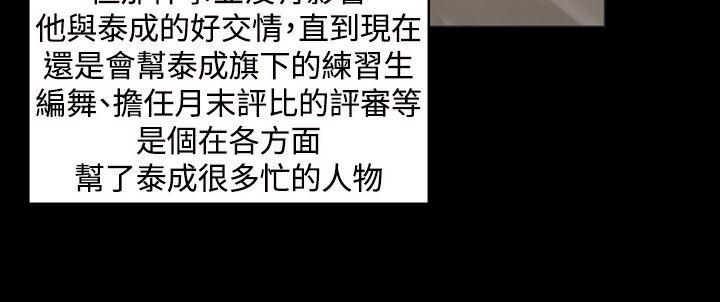 他與泰成的好交情，直到現在
還是會幫泰成旗下的練習生
編舞、擔任月末評比的評審等
是個在各方面
幫了泰成很多忙的人物